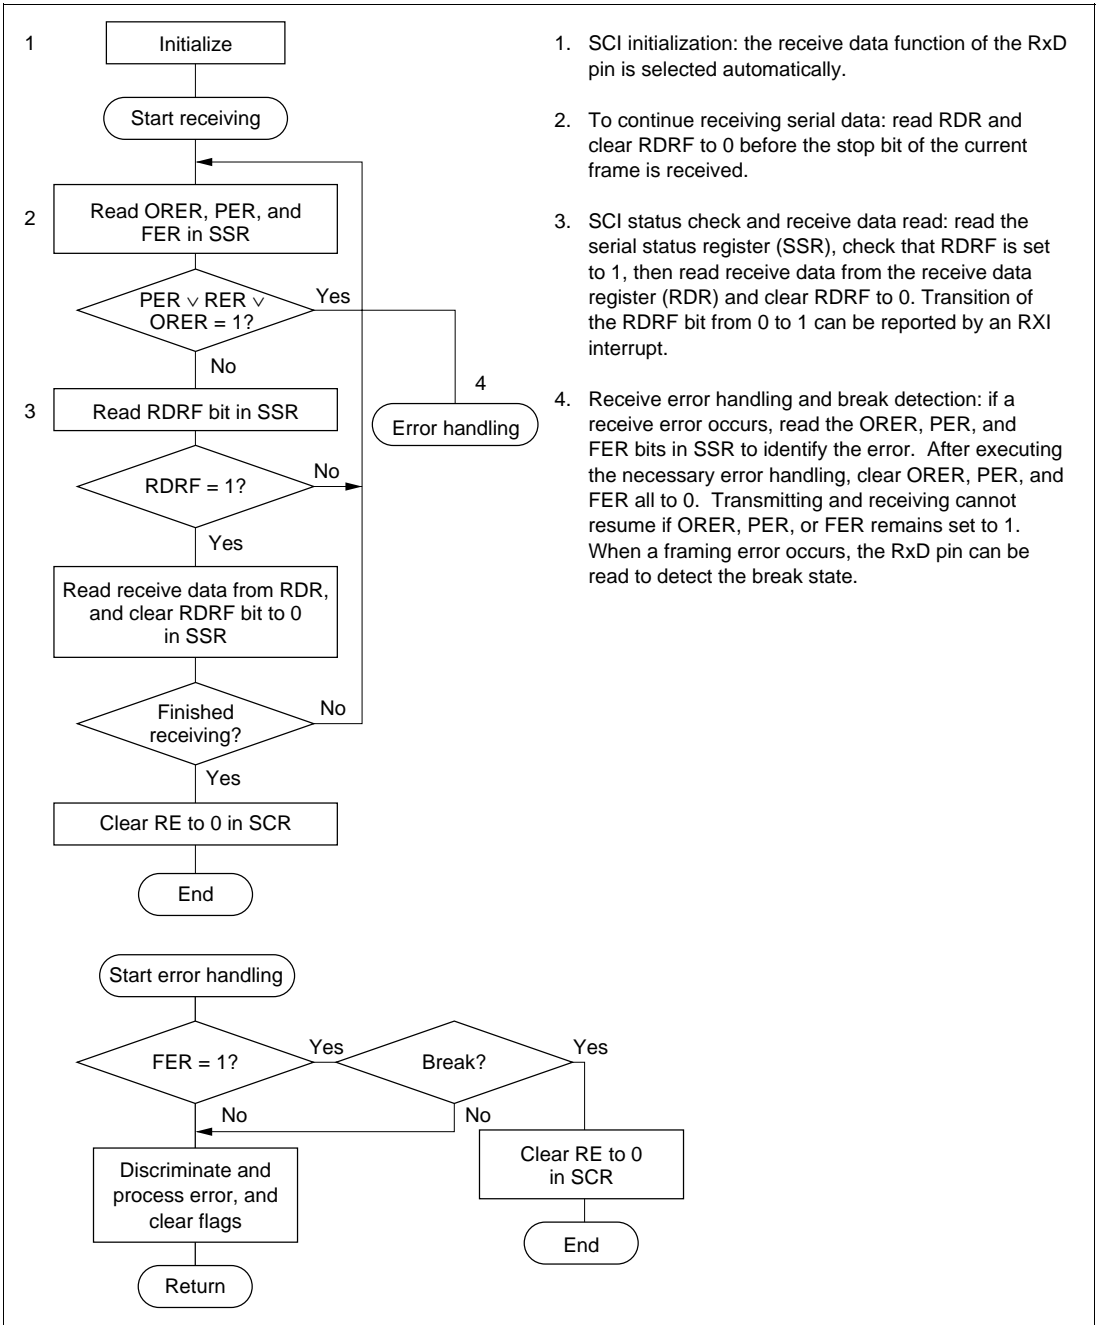 1
Initialize
Start receiving
2
Read ORER, PER, and
FER in SSR
PER ∨ RER ∨
ORER = 1?
Yes
No
4
Error handling
3
Read RDRF bit in SSR
RDRF = 1?
No
Yes
Read receive data from RDR,
and clear RDRF bit to 0
in SSR
Finished
receiving?
No
Yes
Clear RE to 0 in SCR
End
1. SCI initialization: the receive data function of the RxD
pin is selected automatically.
2. To continue receiving serial data: read RDR and
clear RDRF to 0 before the stop bit of the current
frame is received.
3. SCI status check and receive data read: read the
serial status register (SSR), check that RDRF is set
to 1, then read receive data from the receive data
register (RDR) and clear RDRF to 0. Transition of
the RDRF bit from 0 to 1 can be reported by an RXI
interrupt.
4. Receive error handling and break detection: if a
receive error occurs, read the ORER, PER, and
FER bits in SSR to identify the error. After executing
the necessary error handling, clear ORER, PER, and
FER all to 0. Transmitting and receiving cannot
resume if ORER, PER, or FER remains set to 1.
When a framing error occurs, the RxD pin can be
read to detect the break state.
Start error handling
FER = 1?
Yes
No
Break?
Yes
No
Clear RE to 0
in SCR
End
Discriminate and
process error, and
clear flags
Return